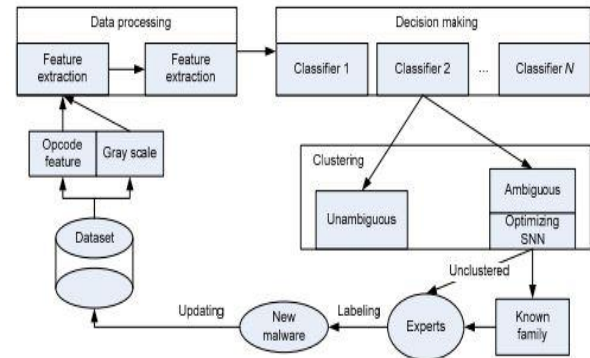 Data processing
Decision making
Feature
extraction
Feature
extraction
Classifier 1
Classifier 2
...
Classifier N
Opcode
feature
Gray scale
Clustering
Unambiguous
Ambiguous
Optimizing
SNN
Dataset
Unclustered
Updating
New
malware
Labeling
Experts
Known
family